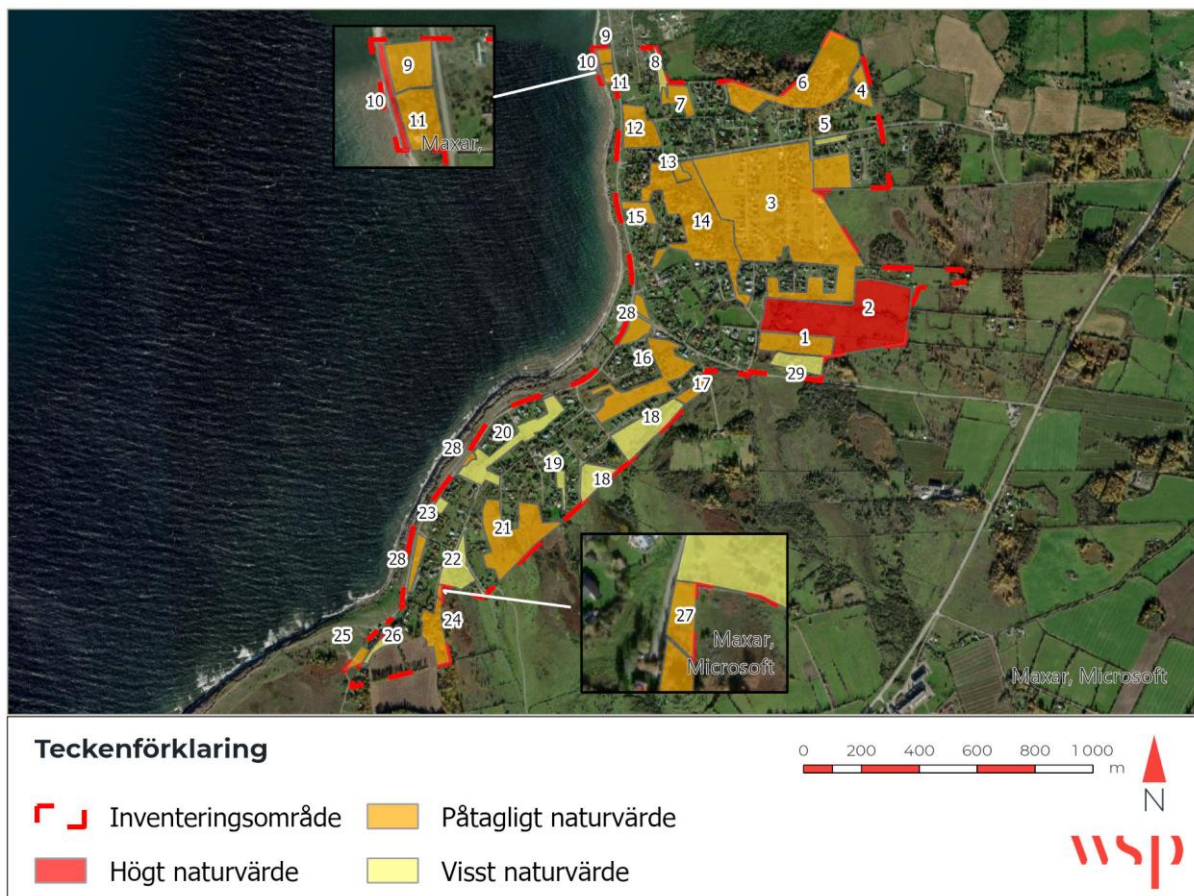 9
10
11
Maxar,
9
10
11
8
7
6
4
5
12
13
3
14
15
2
28
1
16
29
17
18
20
28
19
18
23
21
28
22
27
Maxar,
Microsoft
24
25
26
Maxar, Microsoft
Teckenförklaring
0 200 400 600 800 1 000
m
N
Inventeringsområde
Påtagligt naturvärde
Högt naturvärde
Visst naturvärde
wsp